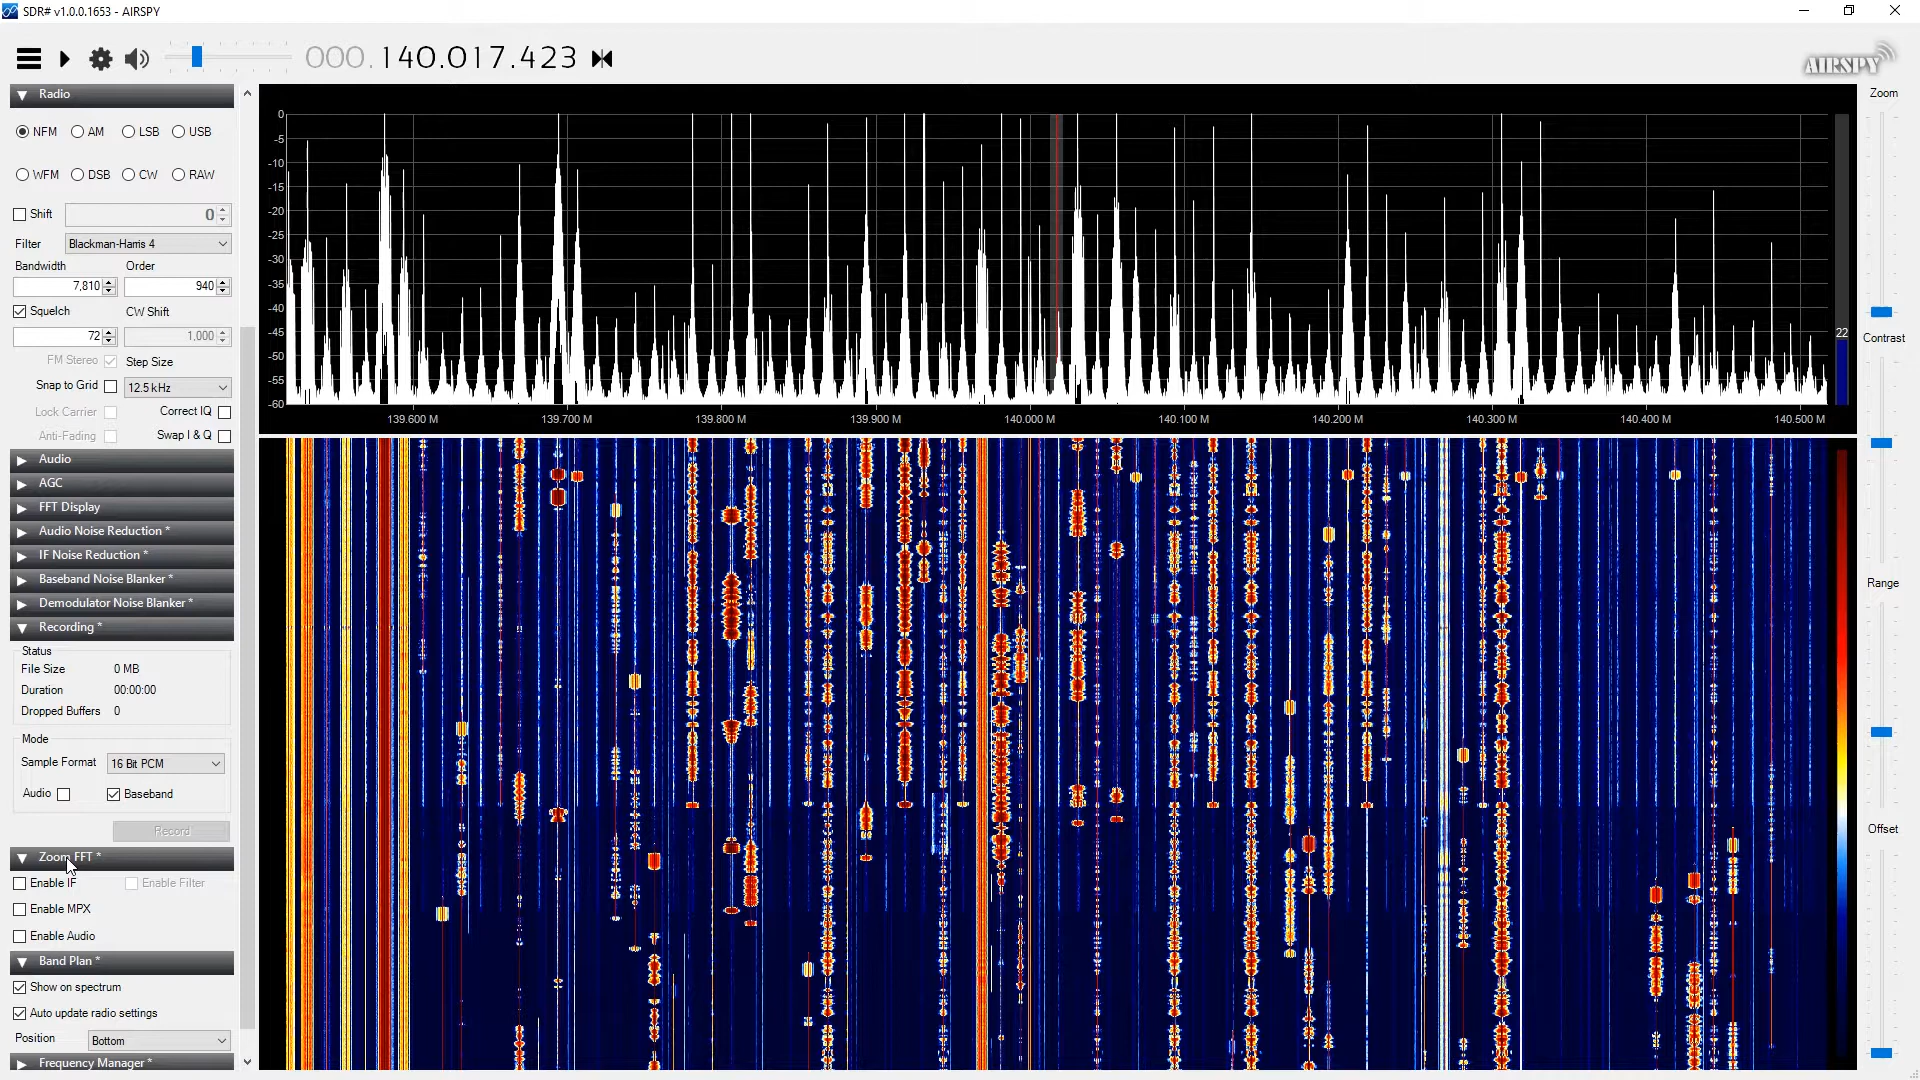 SDR# v1.0.0.1653 - AIRSPY
000.140.017.423
AIRSPY
Radio
NFM AM LSB USB
WFM DSB CW RAW
Shift 0
Filter Blackman-Harris 4
Bandwidth Order
7,810 940
Squelch CW Shift
72 1,000
FM Stereo Step Size
Snap to Grid 12.5 kHz
Lock Carrier Correct IQ
Anti-Fading Swap I & Q
Audio
AGC
FFT Display
Audio Noise Reduction *
IF Noise Reduction *
Baseband Noise Blanker *
Demodulator Noise Blanker *
Recording *
Status
File Size 0 MB
Duration 00:00:00
Dropped Buffers 0
Mode
Sample Format 16 Bit PCM
Audio Baseband
Record
Zoom FFT *
Enable IF Enable Filter
Enable MPX
Enable Audio
Band Plan *
Show on spectrum
Auto update radio settings
Position Bottom
Frequency Manager *
0
-5
-10
-15
-20
-25
-30
-35
-40
-45
-50
-55
-60
139.600 M 139.700 M 139.800 M 139.900 M 140.000 M 140.100 M 140.200 M 140.300 M 140.400 M 140.500 M
22
Zoom
Contrast
Range
Offset